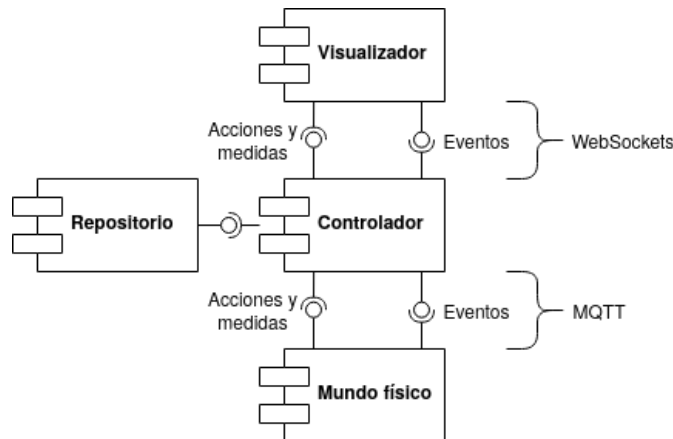 Visualizador
Acciones y
medidas
Eventos
WebSockets
Repositorio
Controlador
Acciones y
medidas
Eventos
MQTT
Mundo físico